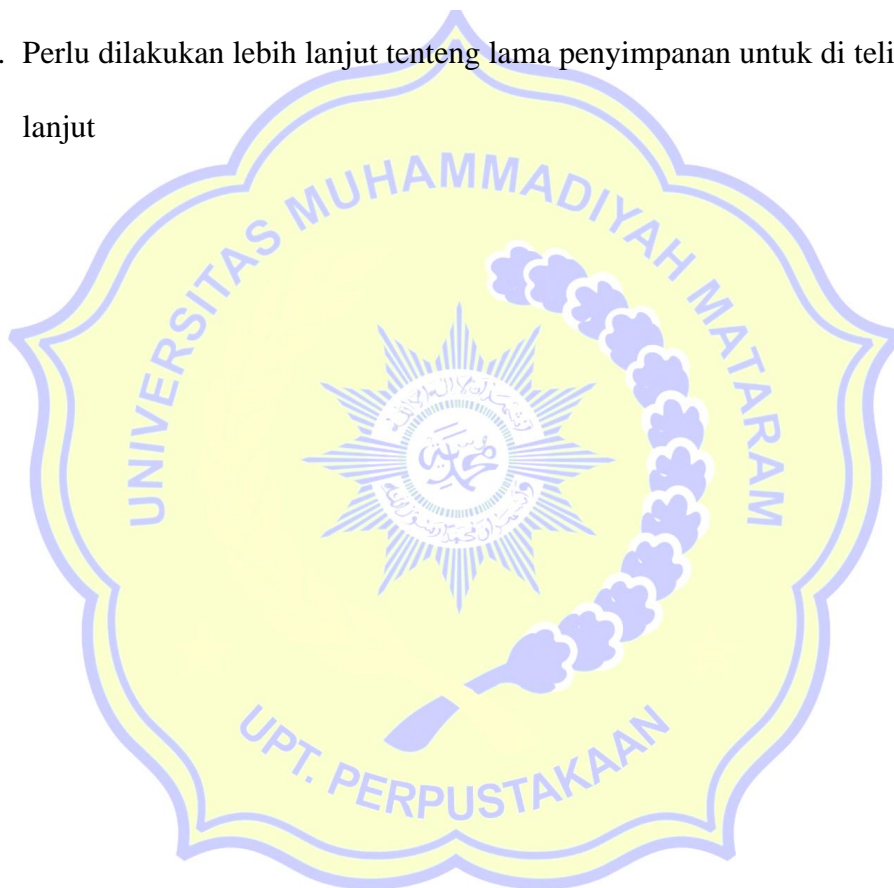 . Perlu dilakukan lebih lanjut tenteng lama penyimpanan untuk di teli
lanjut
UNIVERSITAS MUHAMMADIYAH MATARAM
UPT. PERPUSTAKAAN